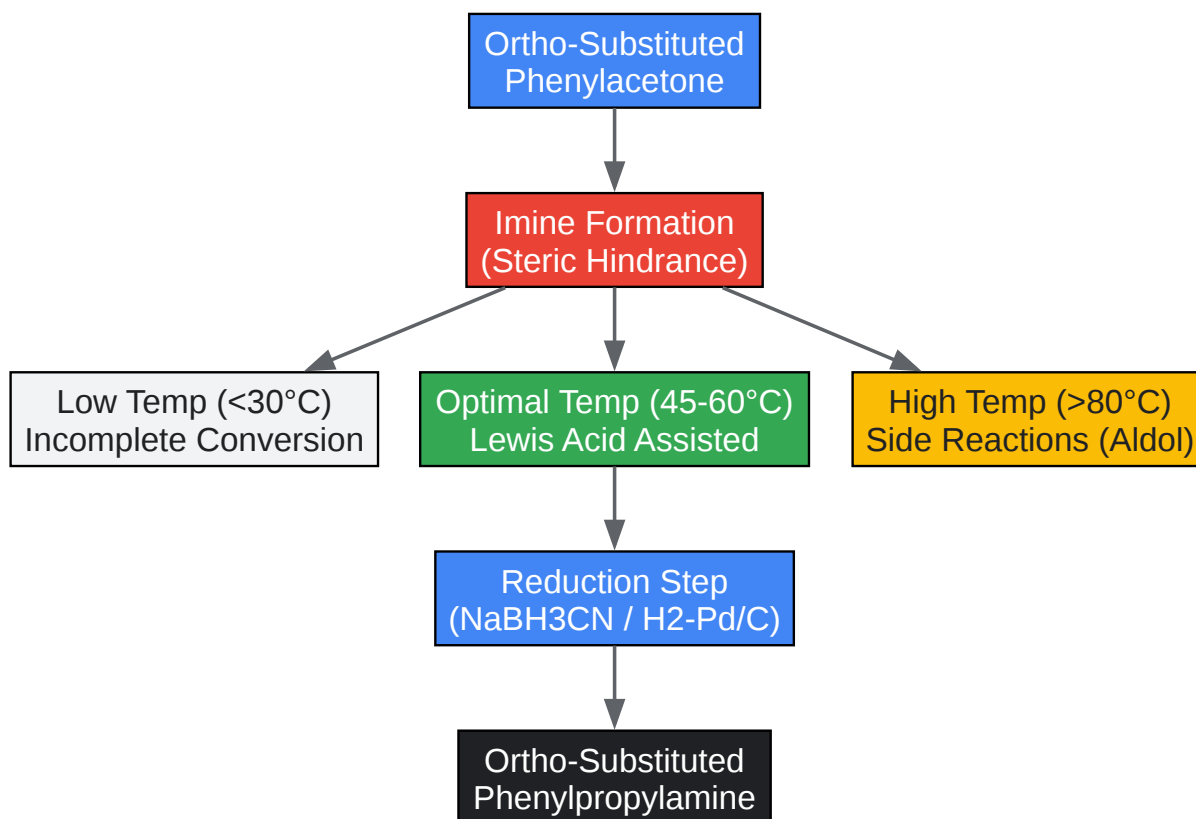 Ortho-Substituted
Phenylacetone
Imine Formation
(Steric Hindrance)
Low Temp (<30°C)
Incomplete Conversion
Optimal Temp (45-60°C)
Lewis Acid Assisted
High Temp (>80°C)
Side Reactions (Aldol)
Reduction Step
(NaBH3CN / H2-Pd/C)
Ortho-Substituted
Phenylpropylamine